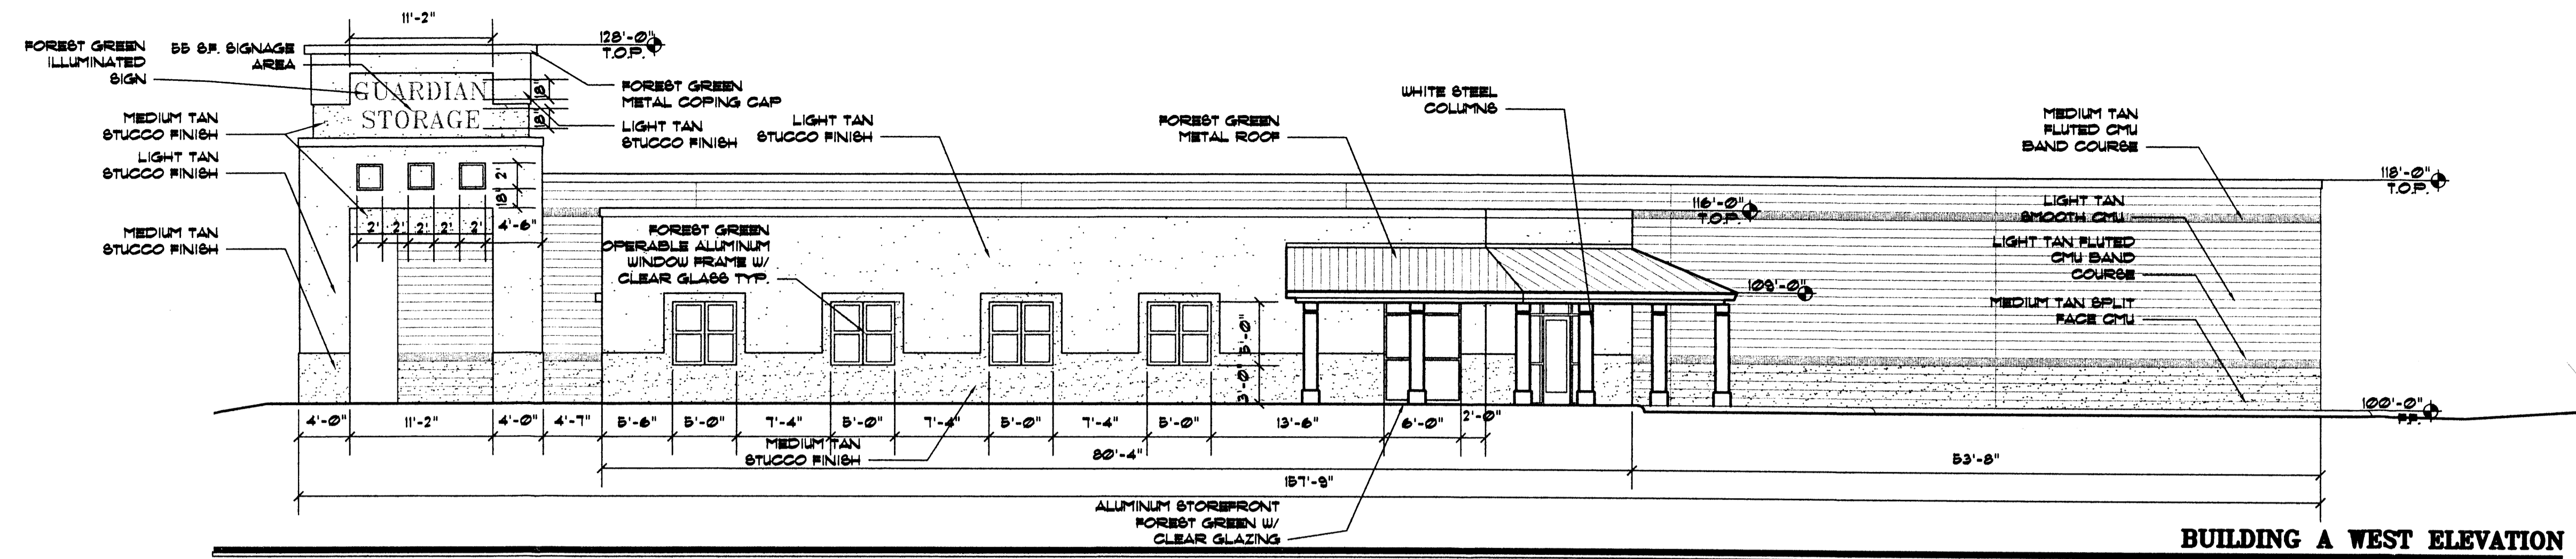 11'-2"
FOREST GREEN
ILLUMINATED
SIGN
55 SF. SIGNAGE
AREA
128'-0"
T.O.P.
GUARDIAN
STORAGE
18"
18"
FOREST GREEN
METAL COPING CAP
LIGHT TAN
STUCCO FINISH
MEDIUM TAN
STUCCO FINISH
LIGHT TAN
STUCCO FINISH
MEDIUM TAN
STUCCO FINISH
2'
18"
2'
2'
2'
2'
2'
4'-6"
LIGHT TAN
STUCCO FINISH
FOREST GREEN
OPERABLE ALUMINUM
WINDOW FRAME W/
CLEAR GLASS TYP.
FOREST GREEN
METAL ROOF
WHITE STEEL
COLUMNS
MEDIUM TAN
FLUTED CMU
BAND COURSE
118'-0"
T.O.P.
116'-0"
T.O.P.
109'-0"
LIGHT TAN
SMOOTH CMU
LIGHT TAN FLUTED
CMU BAND
COURSE
MEDIUM TAN SPLIT
FACE CMU
5'-0"
3'-0"
100'-0"
F.F.
4'-0"
11'-2"
4'-0"
4'-7"
5'-6"
5'-0"
7'-4"
5'-0"
7'-4"
5'-0"
7'-4"
5'-0"
13'-6"
6'-0"
2'-0"
MEDIUM TAN
STUCCO FINISH
80'-4"
53'-8"
157'-9"
ALUMINUM STOREFRONT
FOREST GREEN W/
CLEAR GLAZING
BUILDING A WEST ELEVATION